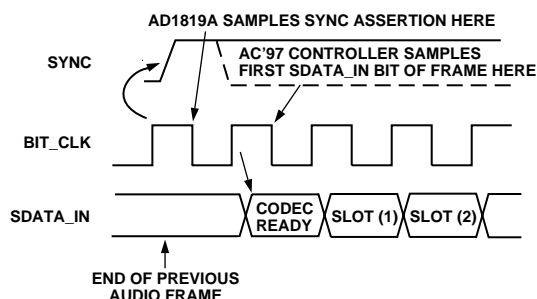 AD1819A SAMPLES SYNC ASSERTION HERE
SYNC
AC'97 CONTROLLER SAMPLES
FIRST SDATA_IN BIT OF FRAME HERE
BIT_CLK
SDATA_IN
CODEC
READY
SLOT (1)
SLOT (2)
END OF PREVIOUS
AUDIO FRAME